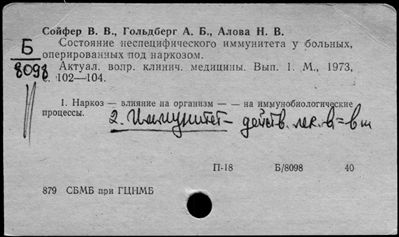 Сойфер В. В., Гольдберг А. Б., Алова Н. В.
Состояние неспецифического иммунитета у больных,
Б
оперированных под наркозом.
8098
Актуал. вопр. клинич. медицины. Вып. 1. М., 1973,
с. 102—104.
1. Наркоз — влияние на организм — — на иммунобиологические
процессы.
2. Иммунитет - действ. лек. в-в
П-18 Б/8098 40
879 СБМБ при ГЦНМБ